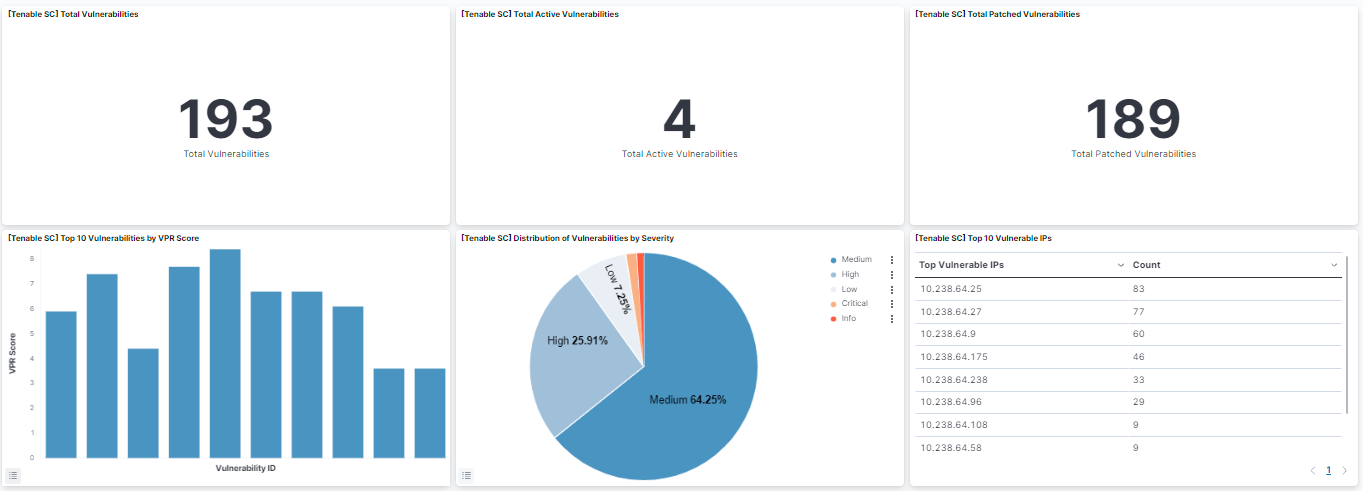 [Tenable SC] Total Vulnerabilities
193
Total Vulnerabilities
[Tenable SC] Total Active Vulnerabilities
4
Total Active Vulnerabilities
[Tenable SC] Total Patched Vulnerabilities
189
Total Patched Vulnerabilities
[Tenable SC] Top 10 Vulnerabilities by VPR Score
VPR Score
8
7
6
5
4
3
2
1
0
Vulnerability ID
[Tenable SC] Distribution of Vulnerabilities by Severity
Low 7.25%
High 25.91%
Medium 64.25%
Medium
High
Low
Critical
Info
[Tenable SC] Top 10 Vulnerable IPs
Top Vulnerable IPs Count
10.238.64.25 83
10.238.64.27 77
10.238.64.9 60
10.238.64.175 46
10.238.64.238 33
10.238.64.96 29
10.238.64.108 9
10.238.64.58 9
1